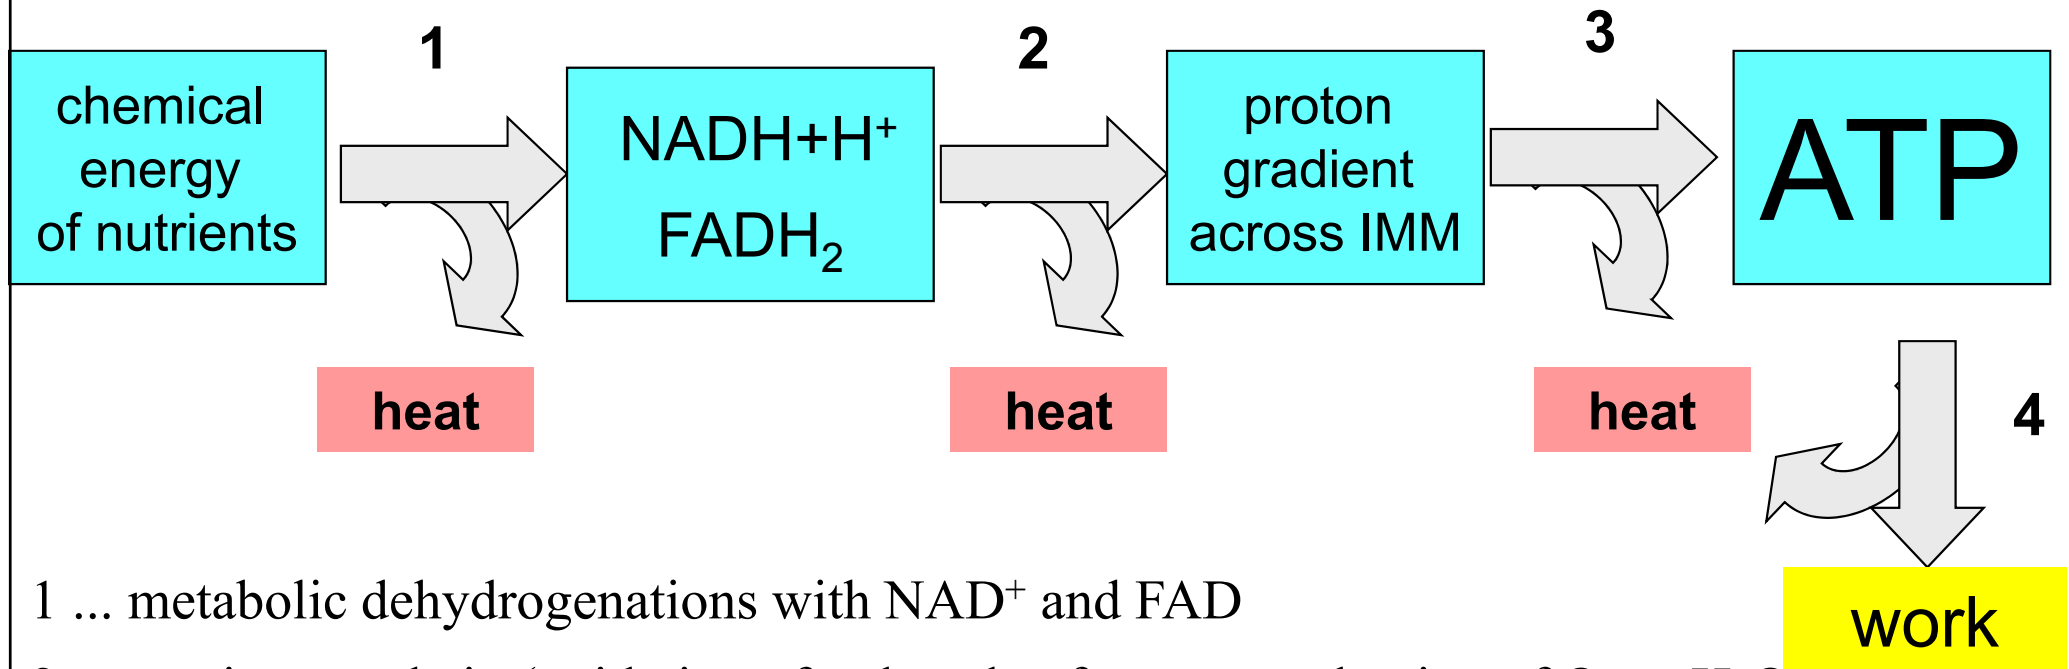 1
2
3
chemical
energy
of nutrients
NADH+H⁺
FADH₂
proton
gradient
across IMM
ATP
heat
heat
heat
4
1 ... metabolic dehydrogenations with NAD⁺ and FAD
work